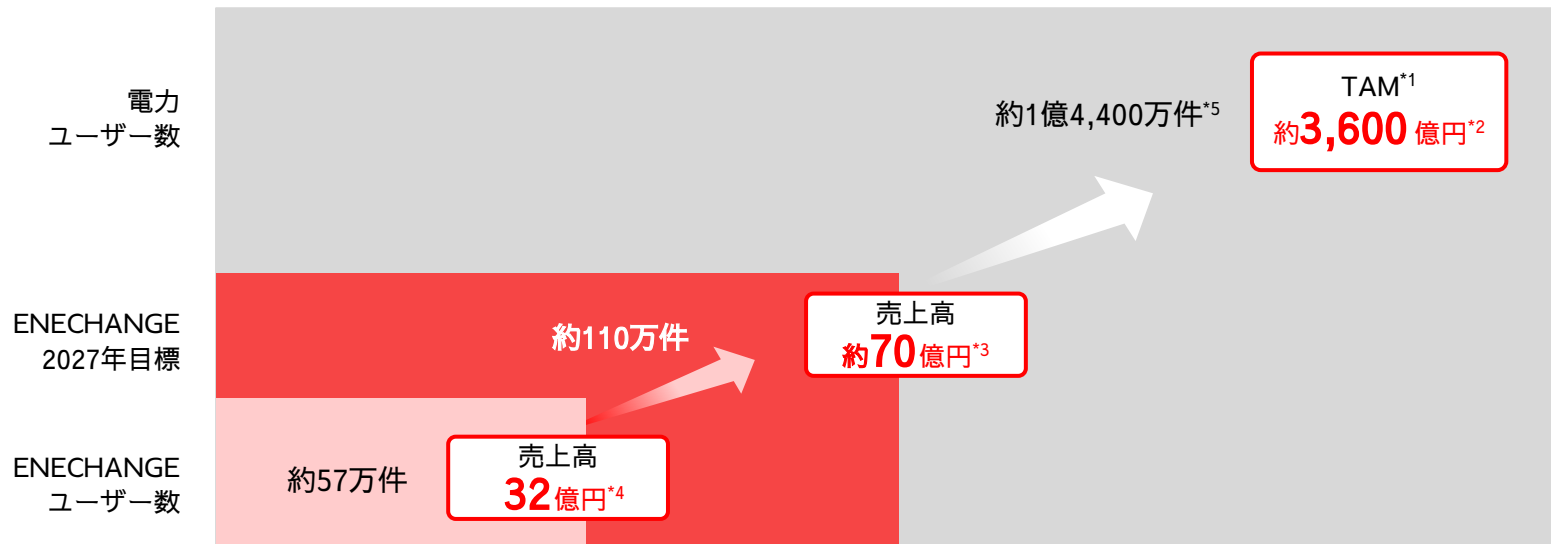 電力
ユーザー数
約1億4,400万件*5
TAM*1
約3,600億円*2
ENECHANGE
2027年目標
約110万件
売上高
約70億円*3
ENECHANGE
ユーザー数
約57万件
売上高
32億円*4